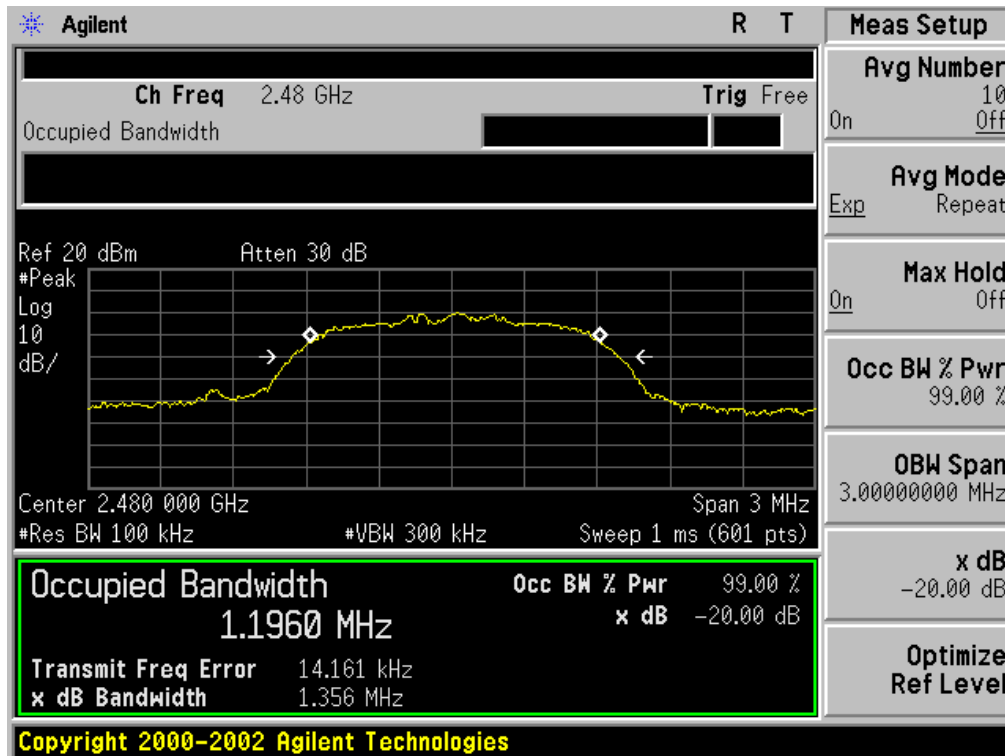 Agilent R T
Ch Freq 2.48 GHz Trig Free
Occupied Bandwidth
Ref 20 dBm Atten 30 dB
#Peak
Log
10
dB/
Center 2.480 000 GHz Span 3 MHz
#Res BW 100 kHz #VBW 300 kHz Sweep 1 ms (601 pts)
Occupied Bandwidth
1.1960 MHz
Occ BW % Pwr 99.00 %
x dB -20.00 dB
Transmit Freq Error 14.161 kHz
x dB Bandwidth 1.356 MHz
Copyright 2000-2002 Agilent Technologies
Meas Setup
Avg Number
10
On Off
Avg Mode
Exp Repeat
Max Hold
On Off
Occ BW % Pwr
99.00 %
OBW Span
3.00000000 MHz
x dB
-20.00 dB
Optimize
Ref Level